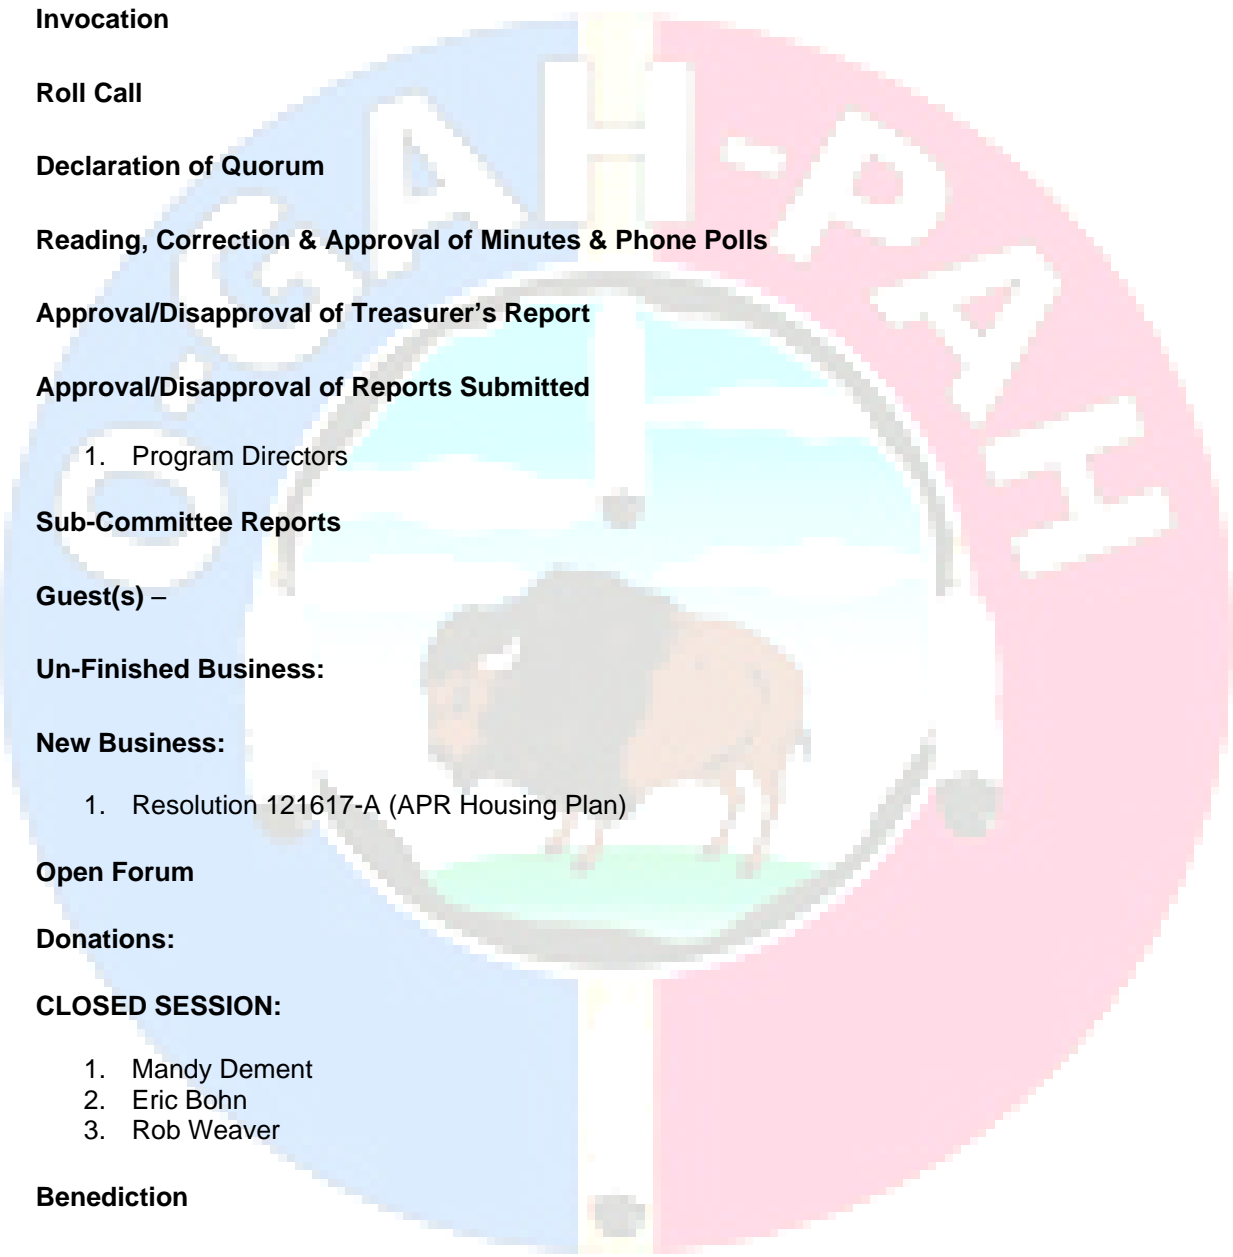 O-GAH-PAH
Invocation
Roll Call
Declaration of Quorum
Reading, Correction & Approval of Minutes & Phone Polls
Approval/Disapproval of Treasurer’s Report
Approval/Disapproval of Reports Submitted
1. Program Directors
Sub-Committee Reports
Guest(s) –
Un-Finished Business:
New Business:
1. Resolution 121617-A (APR Housing Plan)
Open Forum
Donations:
CLOSED SESSION:
1. Mandy Dement
2. Eric Bohn
3. Rob Weaver
Benediction